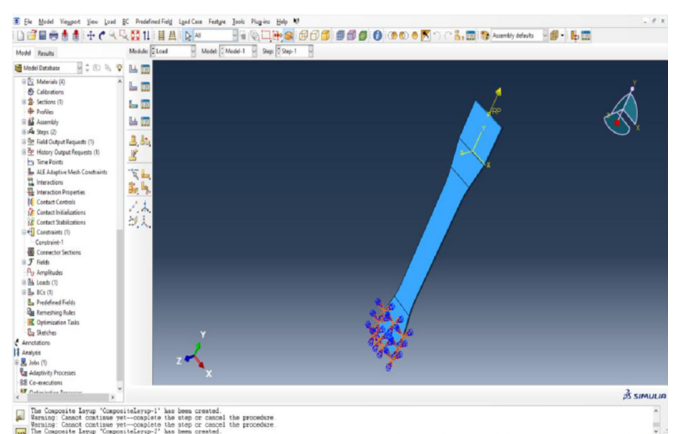 File Model Viewport View Load BC Predefined Field Load Case Feature Tools Plug-ins Help
All
Assembly defaults
Model Results
Module: Load Model: Model-1 Step: Step-1
Model Database
Materials (4)
Calibrations
Sections (1)
Profiles
Assembly
Steps (2)
Field Output Requests (1)
History Output Requests (1)
Time Points
ALE Adaptive Mesh Constraints
Interactions
Interaction Properties
Contact Controls
Contact Initializations
Contact Stabilizations
Constraints (1)
Constraint-1
Connector Sections
Fields
Amplitudes
Loads (1)
BCs (1)
Predefined Fields
Remeshing Rules
Optimization Tasks
Sketches
Annotations
Analysis
Jobs (1)
Adaptivity Processes
Co-executions
Optimization Processes
Y
X
Z
RP
Y
X
Y
Z
X
SIMULIA
The Composite Layup "CompositeLayup-1" has been created.
Warning: Cannot continue yet--complete the step or cancel the procedure.
Warning: Cannot continue yet--complete the step or cancel the procedure.
The Composite Layup "CompositeLayup-2" has been created.